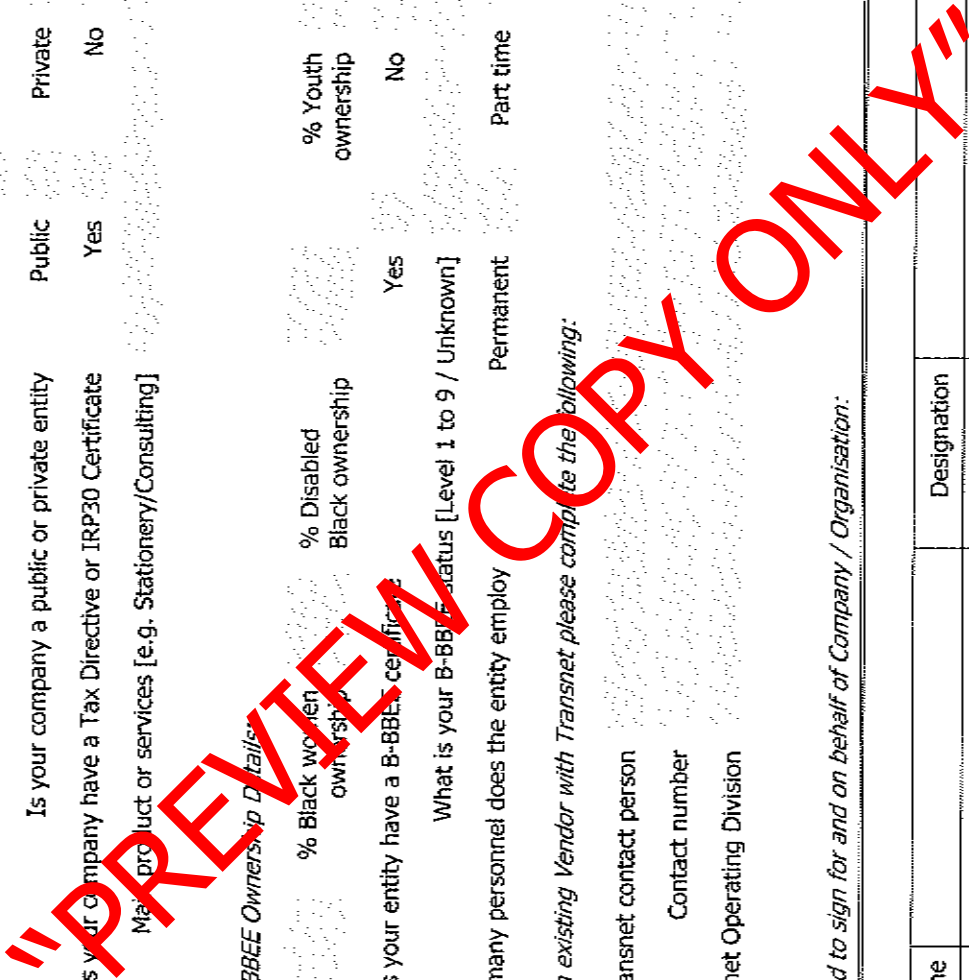 Is your company a public or private entity Public Private
s your company have a Tax Directive or IRP30 Certificate Yes No
Main product or services [e.g. Stationery/Consulting]
BBEE Ownership Details:
% Black women ownership % Disabled Black ownership % Youth ownership
s your entity have a B-BBEE certificate Yes No
What is your B-BBEE status [Level 1 to 9 / Unknown]
many personnel does the entity employ Permanent Part time
n existing Vendor with Transnet please complete the following:
ansnet contact person
Contact number
net Operating Division
d to sign for and on behalf of Company / Organisation:
ne Designation
"PREVIEW COPY ONLY"